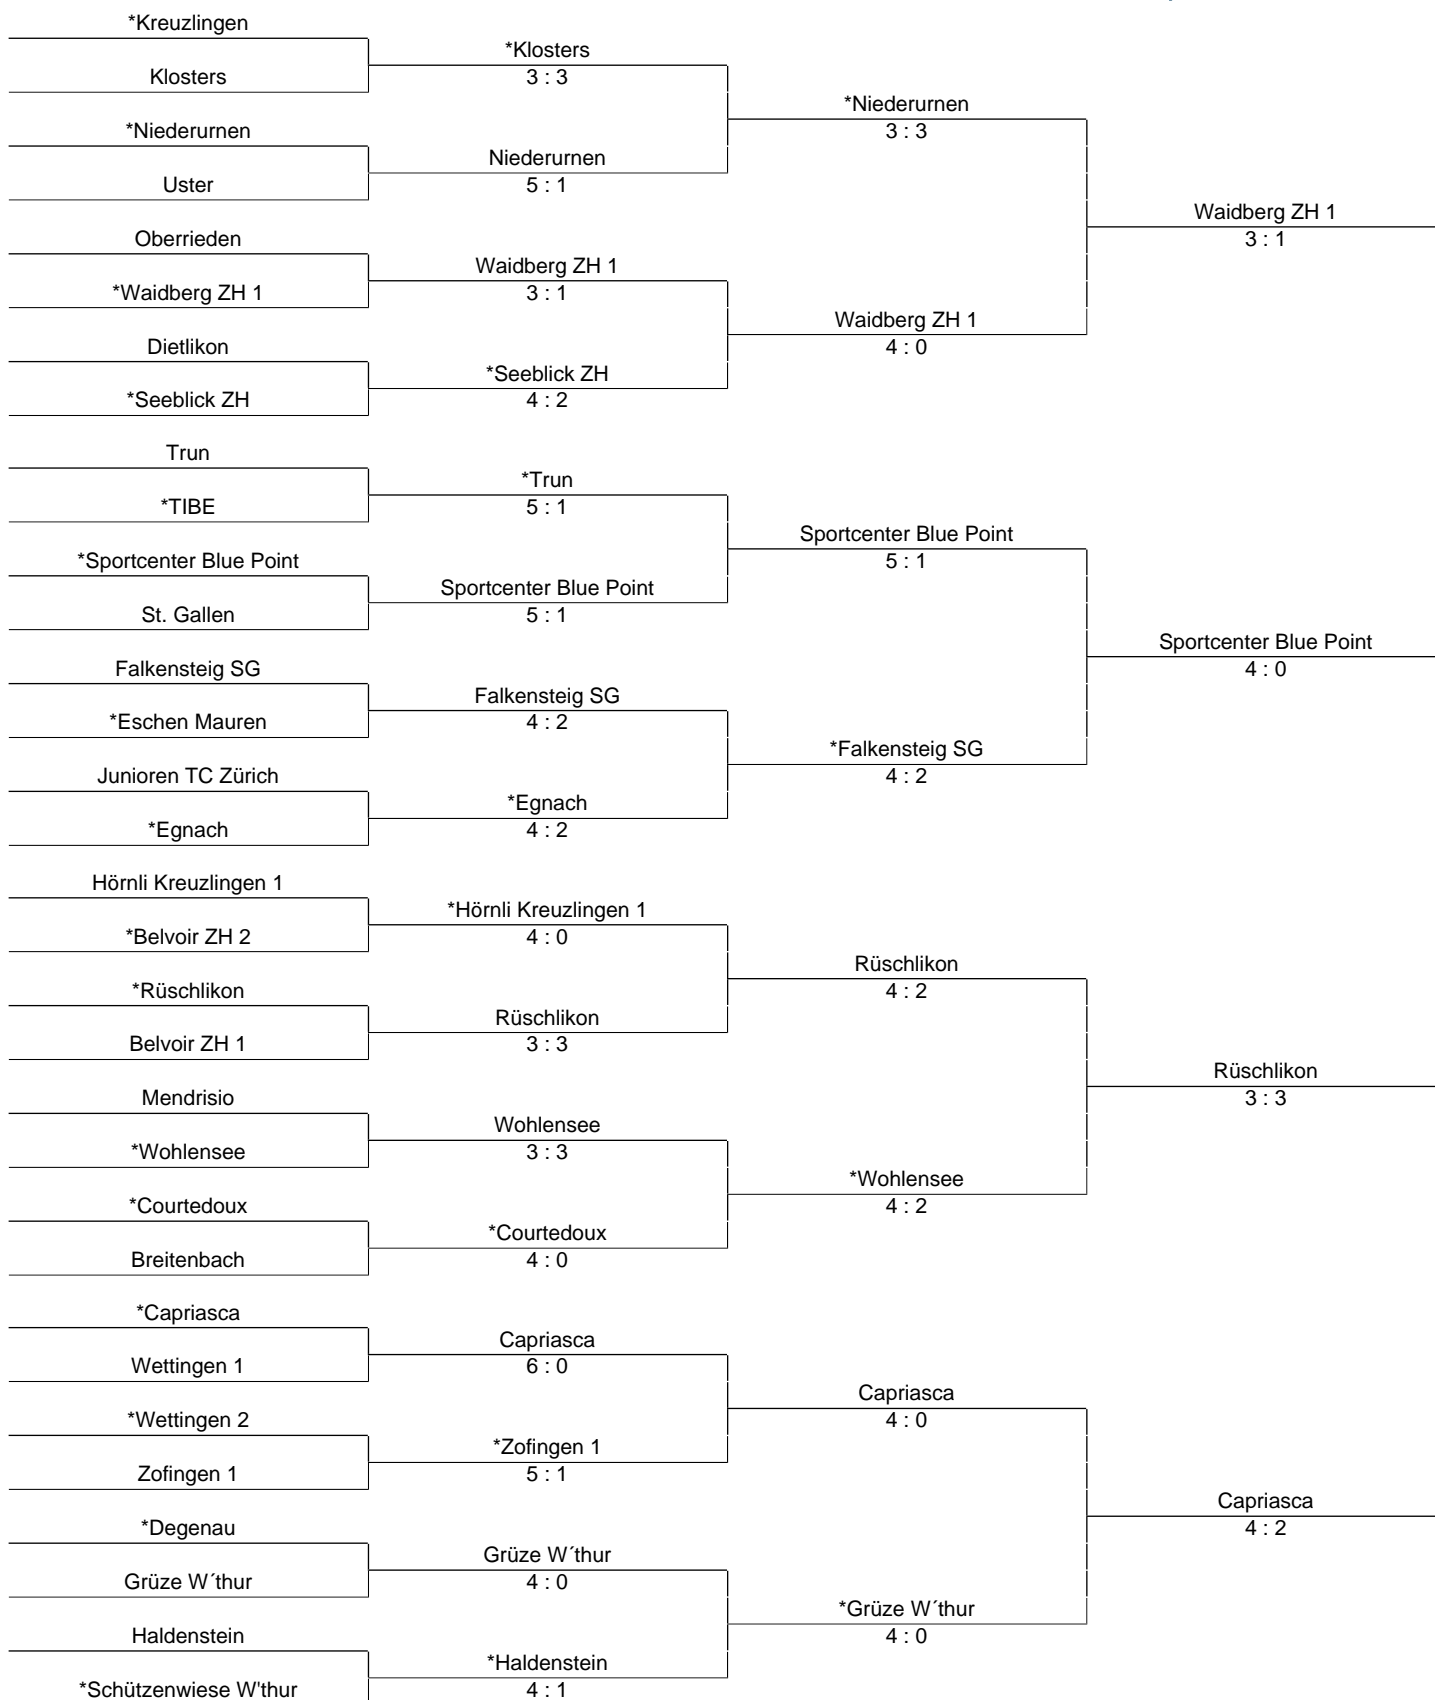 *Kreuzlingen
*Klosters
3 : 3
Klosters
*Niederurnen
3 : 3
*Niederurnen
Niederurnen
5 : 1
Uster
Waidberg ZH 1
3 : 1
Oberrieden
Waidberg ZH 1
3 : 1
*Waidberg ZH 1
Waidberg ZH 1
4 : 0
Dietlikon
*Seeblick ZH
4 : 2
*Seeblick ZH
Trun
*Trun
5 : 1
*TIBE
Sportcenter Blue Point
5 : 1
*Sportcenter Blue Point
Sportcenter Blue Point
5 : 1
St. Gallen
Sportcenter Blue Point
4 : 0
Falkensteig SG
Falkensteig SG
4 : 2
*Eschen Mauren
*Falkensteig SG
4 : 2
Junioren TC Zürich
*Egnach
4 : 2
*Egnach
Hörnli Kreuzlingen 1
*Hörnli Kreuzlingen 1
4 : 0
*Belvoir ZH 2
Rüschlikon
4 : 2
*Rüschlikon
Rüschlikon
3 : 3
Belvoir ZH 1
Rüschlikon
3 : 3
Mendrisio
Wohlensee
3 : 3
*Wohlensee
*Wohlensee
4 : 2
*Courtedoux
*Courtedoux
4 : 0
Breitenbach
*Capriasca
Capriasca
6 : 0
Wettingen 1
Capriasca
4 : 0
*Wettingen 2
*Zofingen 1
5 : 1
Zofingen 1
Capriasca
4 : 2
*Degenau
Grüze W´thur
4 : 0
Grüze W´thur
*Grüze W´thur
4 : 0
Haldenstein
*Haldenstein
4 : 1
*Schützenwiese W'thur